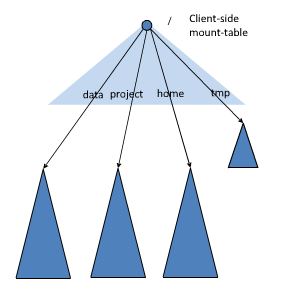 /
Client-side
mount-table
data project home tmp